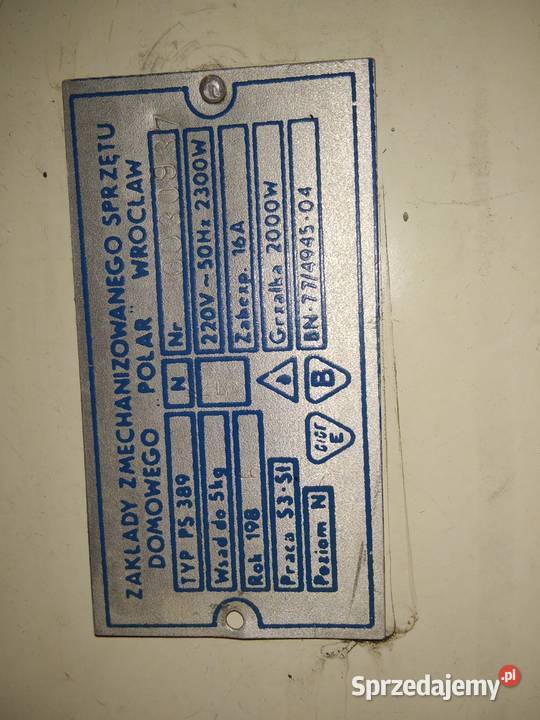 ZAKŁADY ZMECHANIZOWANEGO SPRZĘTU
DOMOWEGO "POLAR" WROCŁAW
TYP PS 389 N Nr
Wsad do 5kg 220V~50Hz 2300W
Rok 198 Zabezp. 16A
Praca S3·S1 Grzałka 2000W
Poziom N GIGE E B BN-77/4945-04
Sprzedajemy.pl